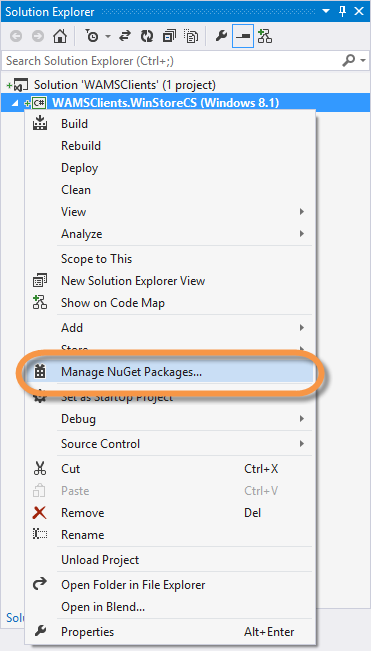 Solution Explorer
Search Solution Explorer (Ctrl+;)
Solution 'WAMSClients' (1 project)
C# WAMSClients.WinStoreCS (Windows 8.1)
Build
Rebuild
Deploy
Clean
View
Analyze
Scope to This
New Solution Explorer View
Show on Code Map
Add
Store
Manage NuGet Packages...
Set as StartUp Project
Debug
Source Control
Cut Ctrl+X
Paste Ctrl+V
Remove Del
Rename
Unload Project
Open Folder in File Explorer
Open in Blend...
Properties Alt+Enter